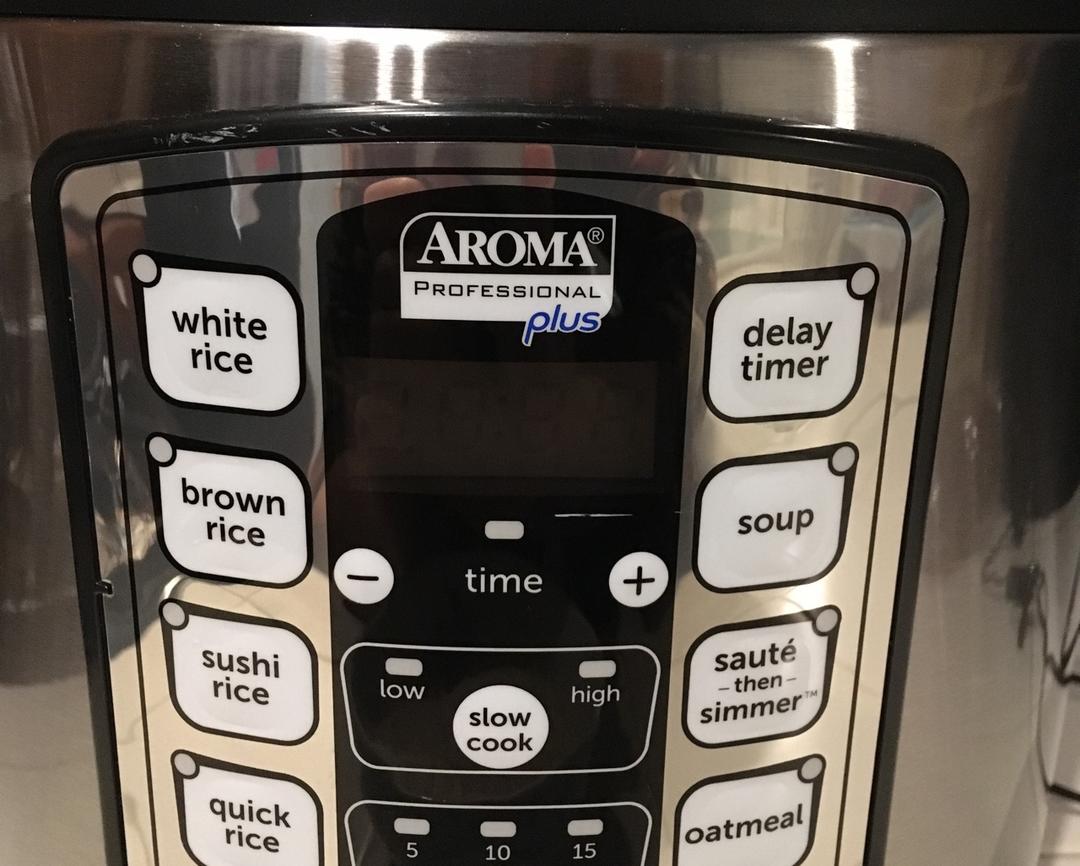 AROMA®
PROFESSIONAL
plus
white
rice
delay
timer
brown
rice
soup
− time +
sushi
rice
low
high
slow
cook
sauté
–then–
simmer™
quick
rice
5 10 15
oatmeal